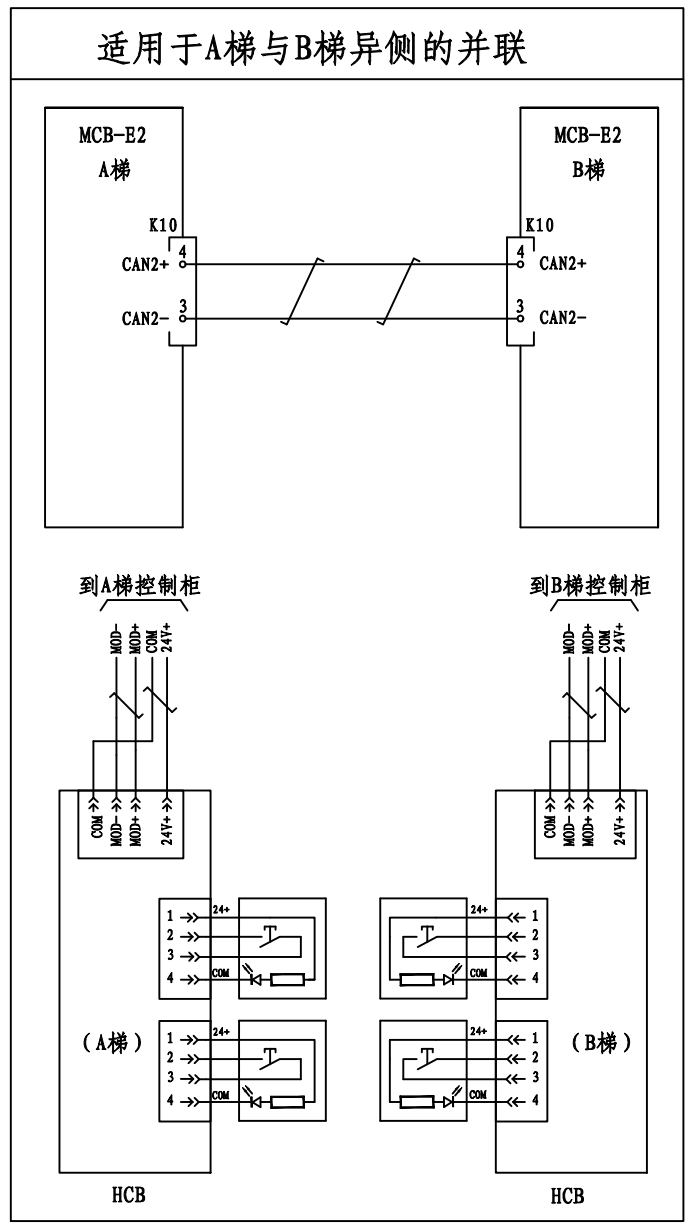 适用于A梯与B梯异侧的并联
MCB-E2
A梯
MCB-E2
B梯
K10
K10
4
CAN2+
4
CAN2+
3
CAN2-
3
CAN2-
到A梯控制柜
到B梯控制柜
MOD-
MOD+
COM
24V+
MOD-
MOD+
COM
24V+
COM
MOD-
MOD+
24V+
COM
MOD-
MOD+
24V+
1
24+
2
3
4
COM
24+
1
2
3
COM
4
(A梯)
1
24+
2
3
4
COM
24+
1
2
3
COM
4
(B梯)
HCB
HCB